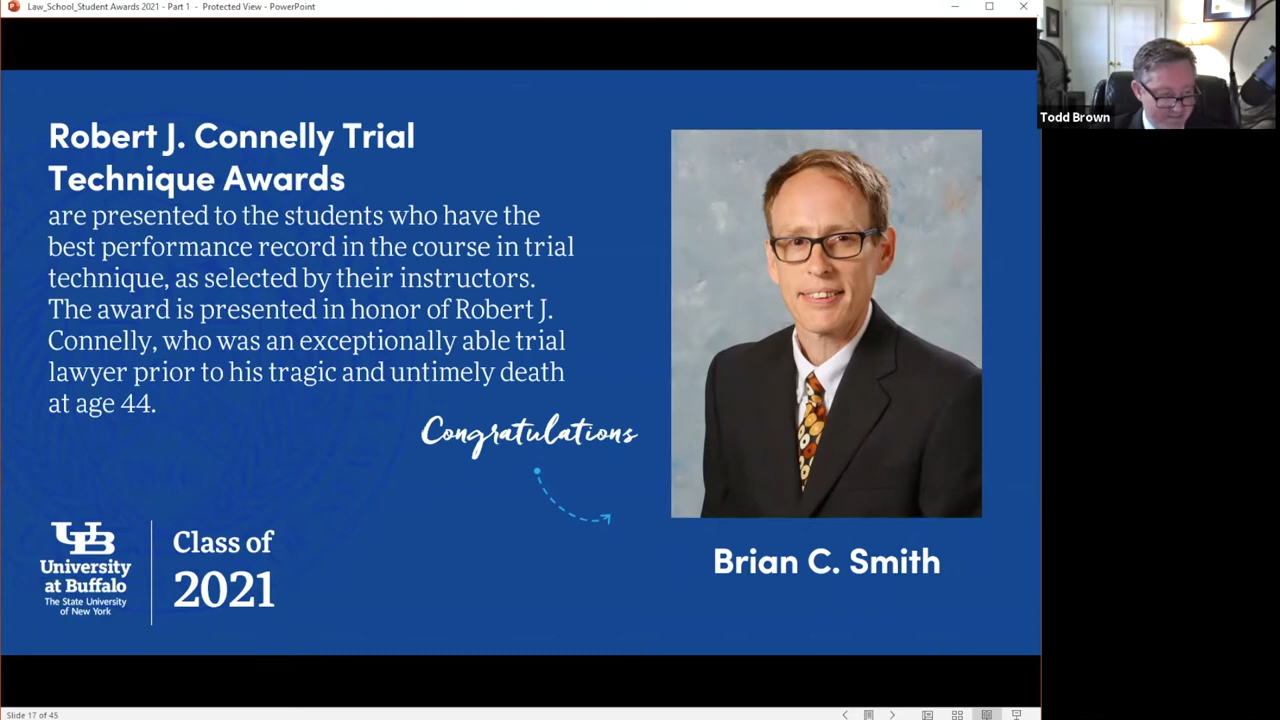 Law_School_Student Awards 2021 - Part 1 - Protected View - PowerPoint
Todd Brown
Robert J. Connelly Trial
Technique Awards
are presented to the students who have the
best performance record in the course in trial
technique, as selected by their instructors.
The award is presented in honor of Robert J.
Connelly, who was an exceptionally able trial
lawyer prior to his tragic and untimely death
at age 44.
Congratulations
UB
University
at Buffalo
The State University
of New York
Class of
2021
Brian C. Smith
Slide 17 of 45